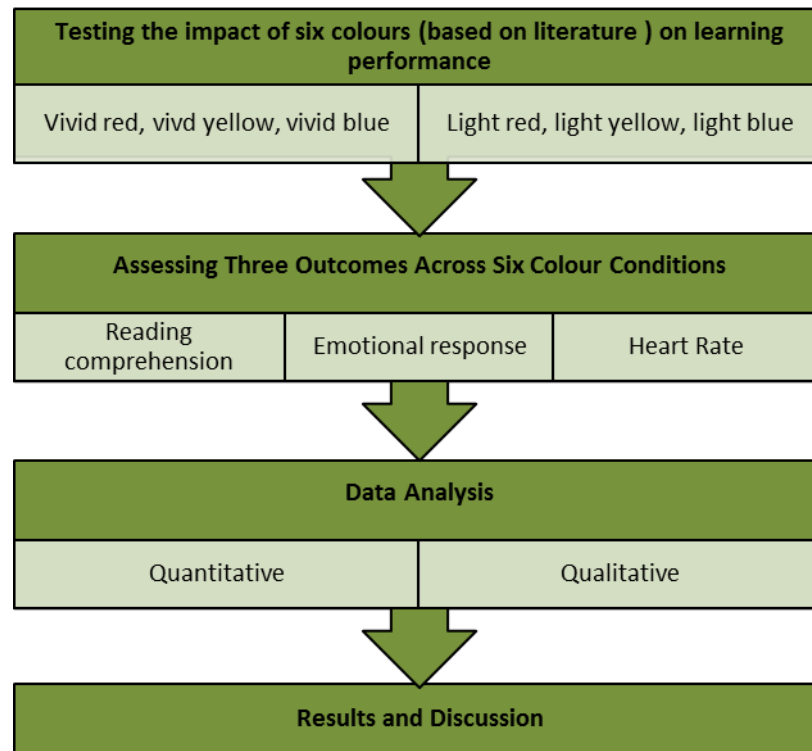 Testing the impact of six colours (based on literature ) on learning
performance
Vivid red, vivd yellow, vivid blue
Light red, light yellow, light blue
Assessing Three Outcomes Across Six Colour Conditions
Reading
comprehension
Emotional response
Heart Rate
Data Analysis
Quantitative
Qualitative
Results and Discussion